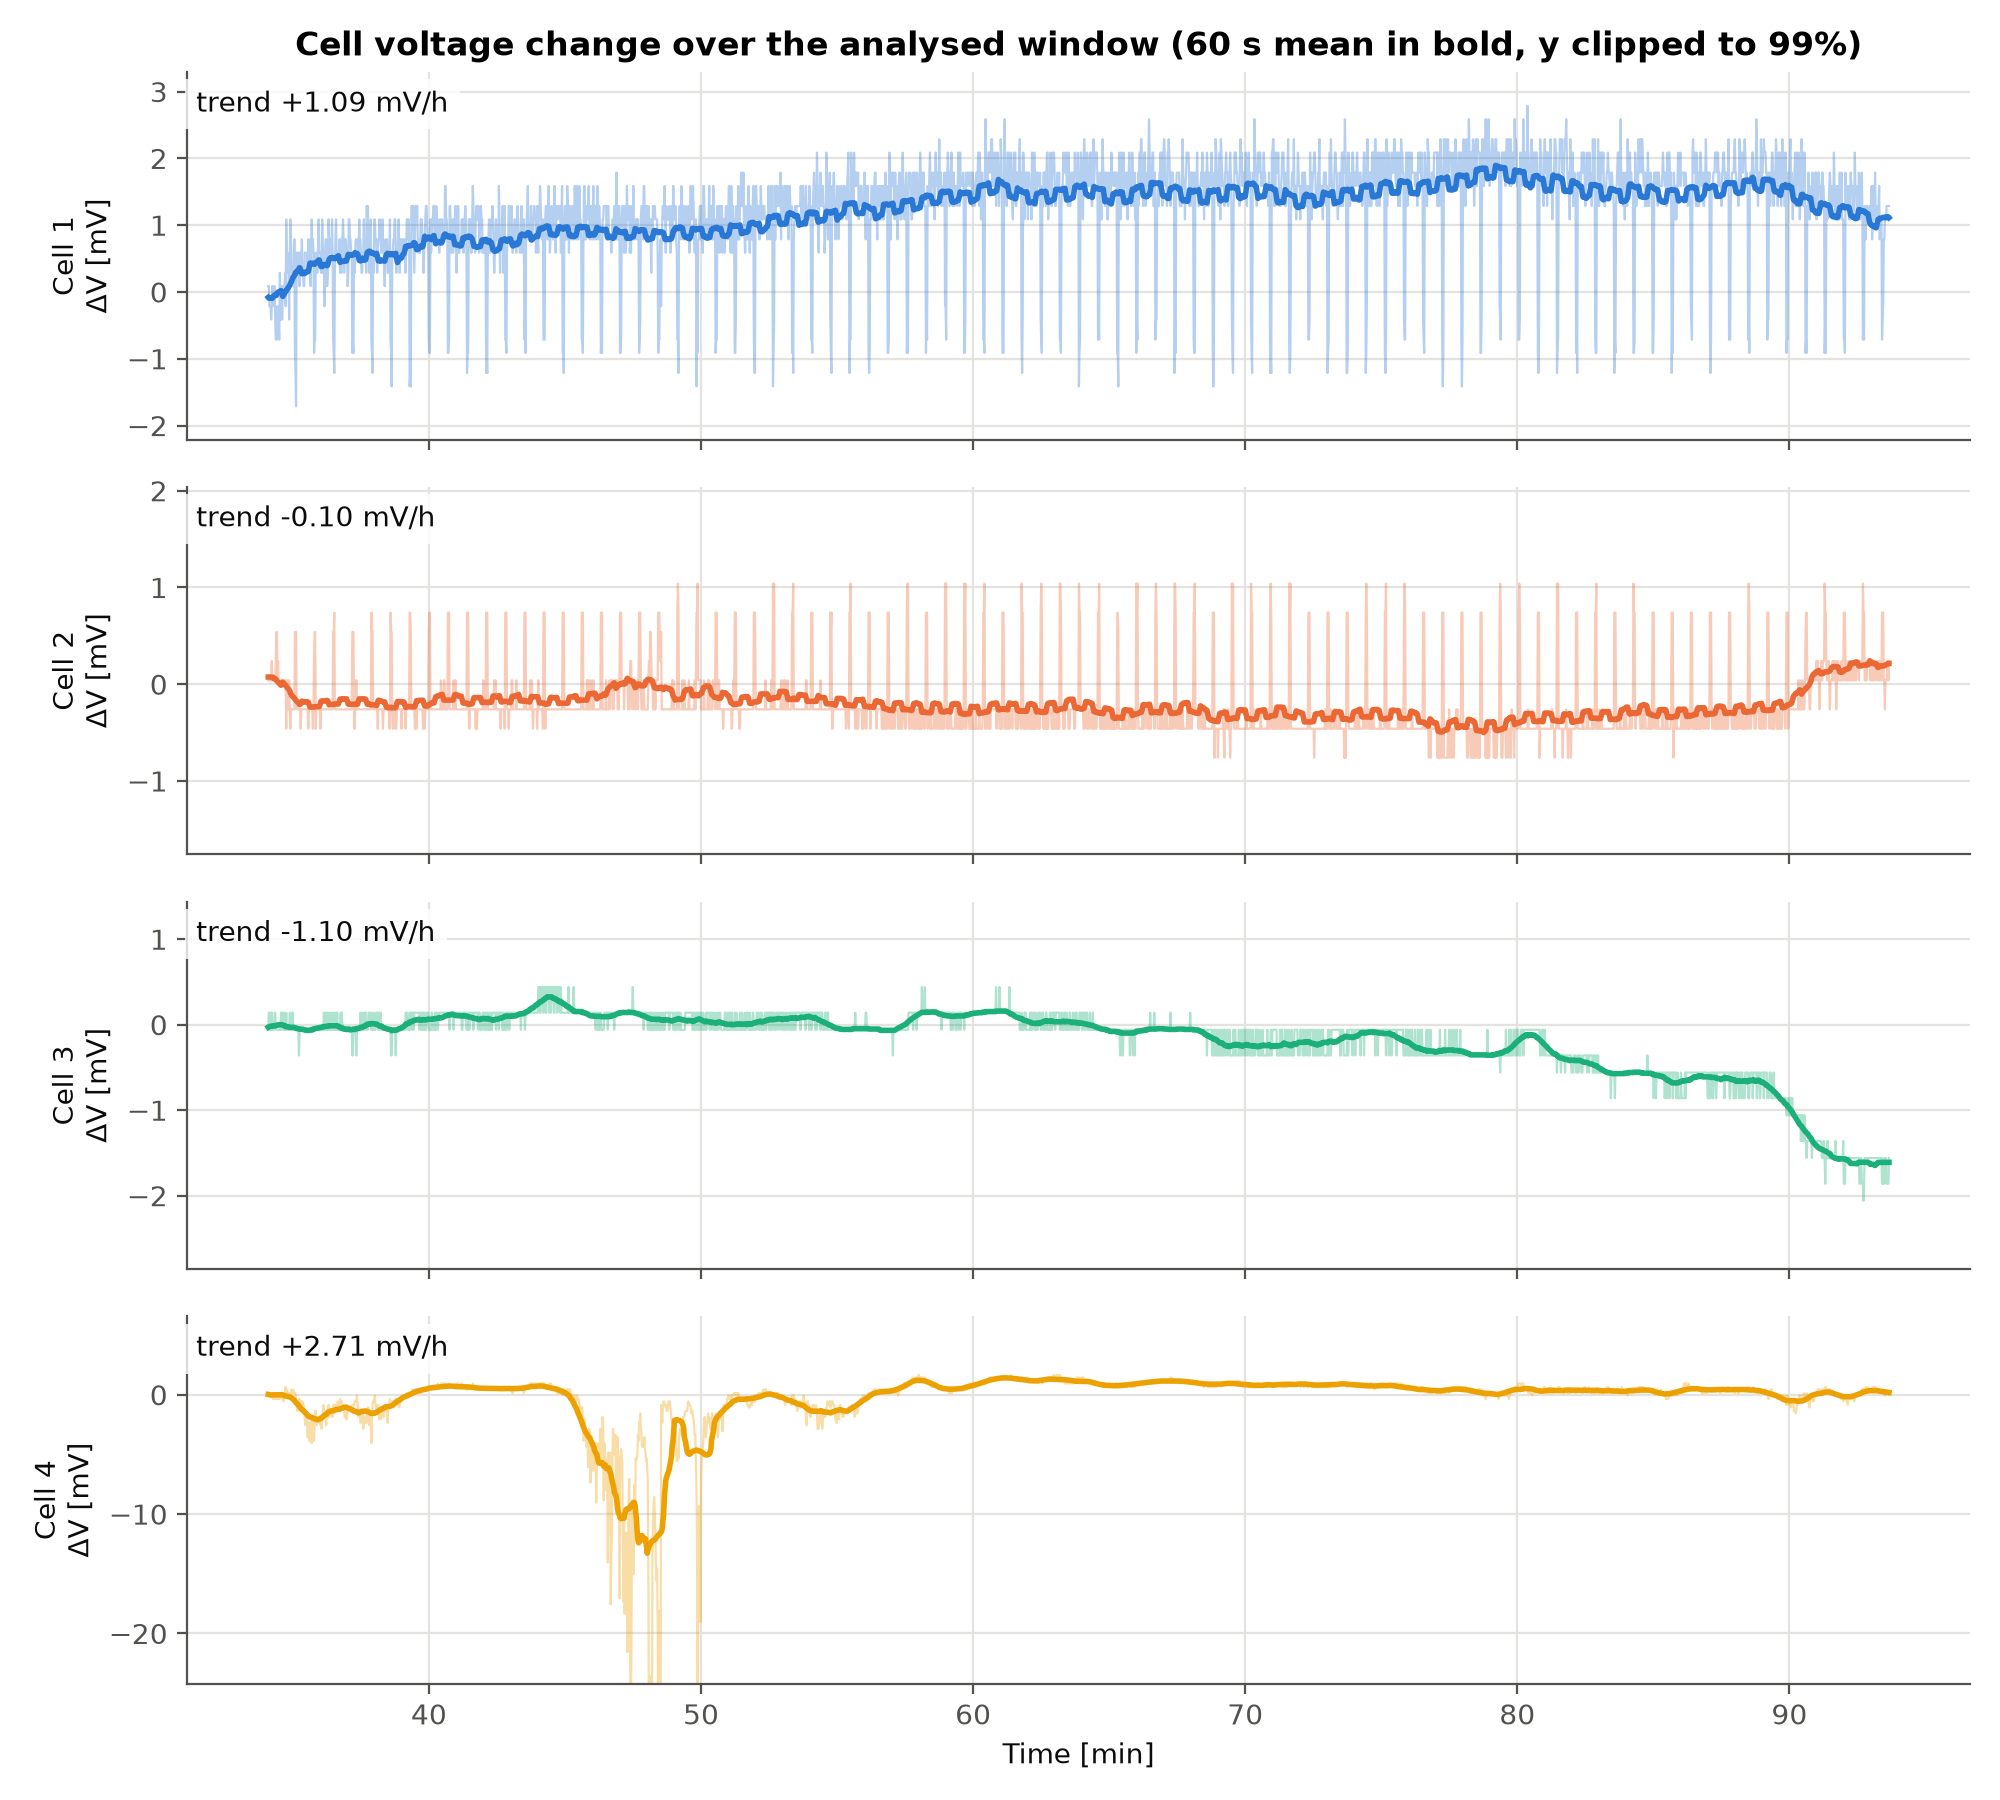 Cell voltage change over the analysed window (60 s mean in bold, y clipped to 99%)
trend +1.09 mV/h
3
2
1
0
−1
−2
Cell 1
ΔV [mV]
trend -0.10 mV/h
2
1
0
−1
Cell 2
ΔV [mV]
trend -1.10 mV/h
1
0
−1
−2
Cell 3
ΔV [mV]
trend +2.71 mV/h
0
−10
−20
Cell 4
ΔV [mV]
40 50 60 70 80 90
Time [min]